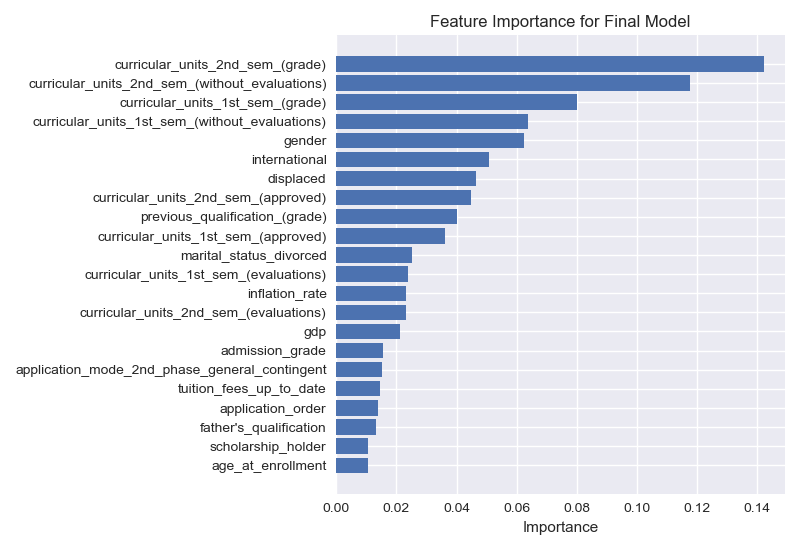 Feature Importance for Final Model
curricular_units_2nd_sem_(grade)
curricular_units_2nd_sem_(without_evaluations)
curricular_units_1st_sem_(grade)
curricular_units_1st_sem_(without_evaluations)
gender
international
displaced
curricular_units_2nd_sem_(approved)
previous_qualification_(grade)
curricular_units_1st_sem_(approved)
marital_status_divorced
curricular_units_1st_sem_(evaluations)
inflation_rate
curricular_units_2nd_sem_(evaluations)
gdp
admission_grade
application_mode_2nd_phase_general_contingent
tuition_fees_up_to_date
application_order
father's_qualification
scholarship_holder
age_at_enrollment
0.00 0.02 0.04 0.06 0.08 0.10 0.12 0.14
Importance